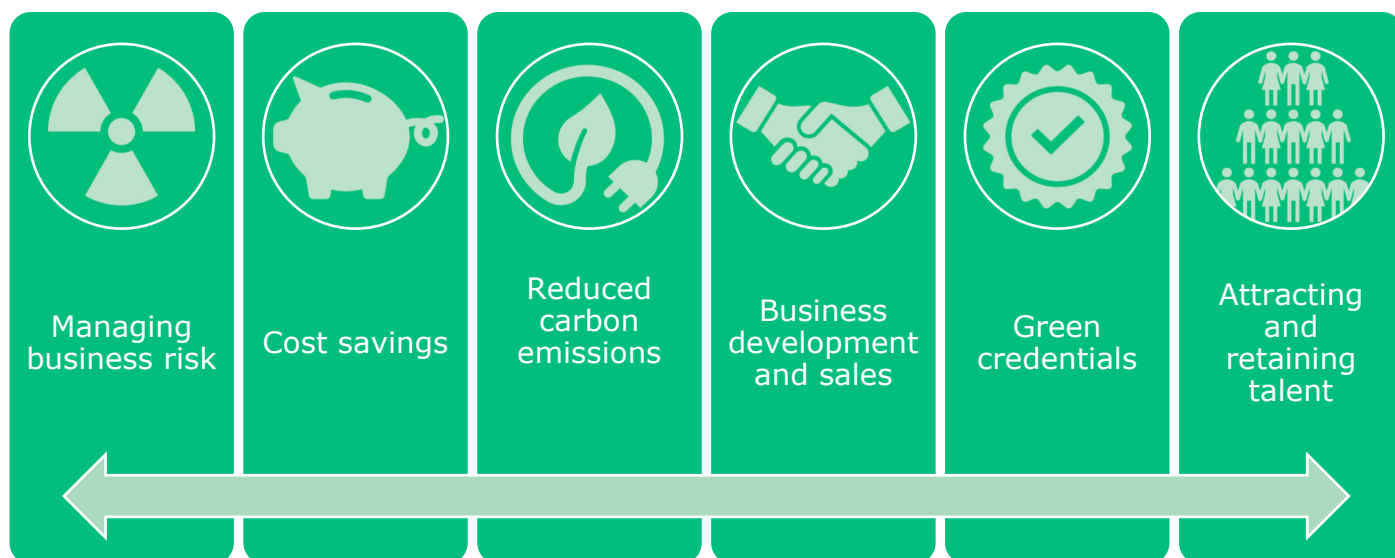 Managing
business risk
Cost savings
Reduced
carbon
emissions
Business
development
and sales
Green
credentials
Attracting
and
retaining
talent